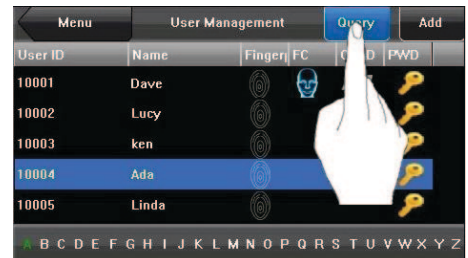 Menu User Management Query Add
User ID Name Finger FC PWD
10001 Dave
10002 Lucy
10003 ken
10004 Ada
10005 Linda
A B C D E F G H I J K L M N O P Q R S T U V W X Y Z